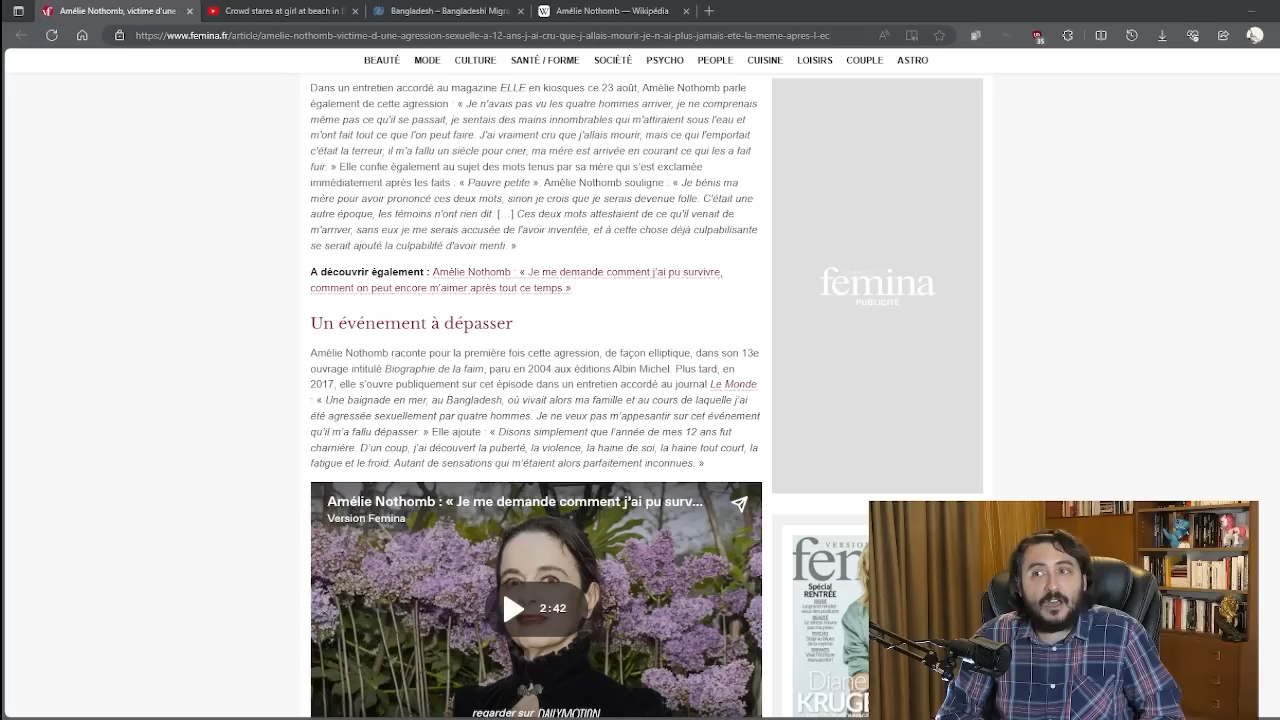 Amélie Nothomb, victime d'une
Crowd stares at girl at beach in
Bangladesh – Bangladeshi Migra
Amélie Nothomb — Wikipédia
https://www.femina.fr/article/amelie-nothomb-victime-d-une-agression-sexuelle-a-12-ans-le-recit-glacant-de-l-evenement
BEAUTÉ MODE CULTURE SANTÉ / FORME SOCIÉTÉ PSYCHO PEOPLE CUISINE LOISIRS COUPLE ASTRO
Dans un entretien accordé au magazine ELLE en kiosques ce 23 août, Amélie Nothomb parle
également de cette agression : « Je n'avais pas vu les quatre hommes arriver, je ne comprenais
même pas ce qu'il se passait, je sentais des mains innombrables qui m'attiraient sous l'eau et
m'ont fait tout ce que l'on peut faire. J'ai vraiment cru que j'allais mourir, mais ce qui l'emportait
c'était la terreur, il m'a fallu un siècle pour crier, ma mère est arrivée en courant ce qui les a fait
fuir. » Elle confie également au sujet des mots tenus par sa mère qui s'est exclamée
immédiatement après les faits : « Pauvre petite ». Amélie Nothomb souligne : « Je bénis ma
mère pour avoir prononcé ces deux mots, sinon je crois que je serais devenue folle. C'était une
autre époque, les témoins n'ont rien dit. […] Ces deux mots attestaient de ce qu'il venait de
m'arriver, sans eux je me serais accusée de l'avoir inventée, et à cette chose déjà culpabilisante
se serait ajouté la culpabilité d'avoir menti. »
A découvrir également : Amélie Nothomb : « Je me demande comment j'ai pu survivre,
comment on peut encore m'aimer après tout ce temps »
Un événement à dépasser
Amélie Nothomb raconte pour la première fois cette agression, de façon elliptique, dans son 13e
ouvrage intitulé Biographie de la faim, paru en 2004 aux éditions Albin Michel. Plus tard, en
2017, elle s'ouvre publiquement sur cet épisode dans un entretien accordé au journal Le Monde
: « Une baignade en mer, au Bangladesh, où vivait alors ma famille et au cours de laquelle j'ai
été agressée sexuellement par quatre hommes. Je ne veux pas m'appesantir sur cet événement
qu'il m'a fallu dépasser. » Elle ajoute : « Disons simplement que l'année de mes 12 ans fut
charnière. D'un coup, j'ai découvert la puberté, la violence, la haine de soi, la haine tout court, la
fatigue et le froid. Autant de sensations qui m'étaient alors parfaitement inconnues. »
Amélie Nothomb : « Je me demande comment j'ai pu surv...
Version Femina
2:42
regarder sur DAILYMOTION
femina
PUBLICITÉ
VERSIO
fem
Spécial
RENTRÉE
Diane
KRUGE